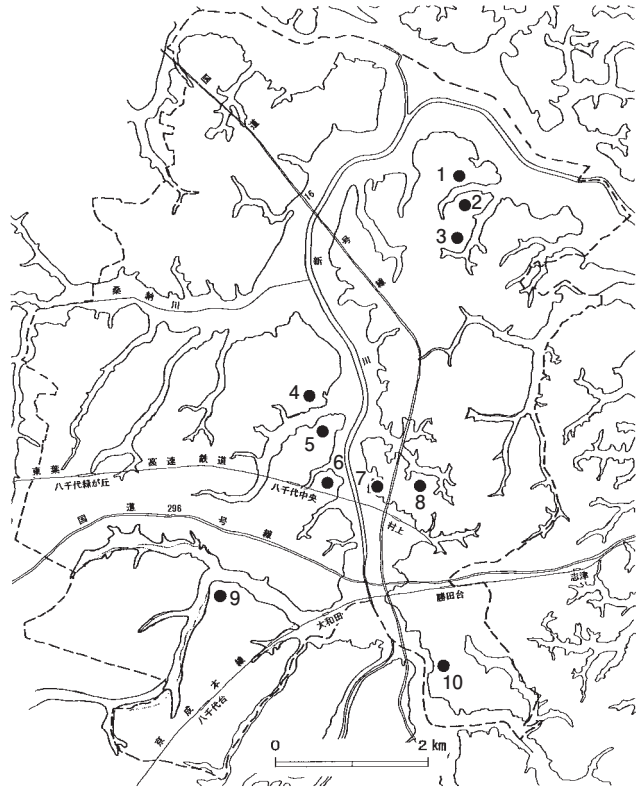 国道
16
号線
1
2
3
新川
桑納川
4
5
6
7
8
東葉高速鉄道
八千代緑が丘
八千代中央
村上
国道296号線
志津
勝田台
大和田
9
10
京成本線
八千代台
0 2 km